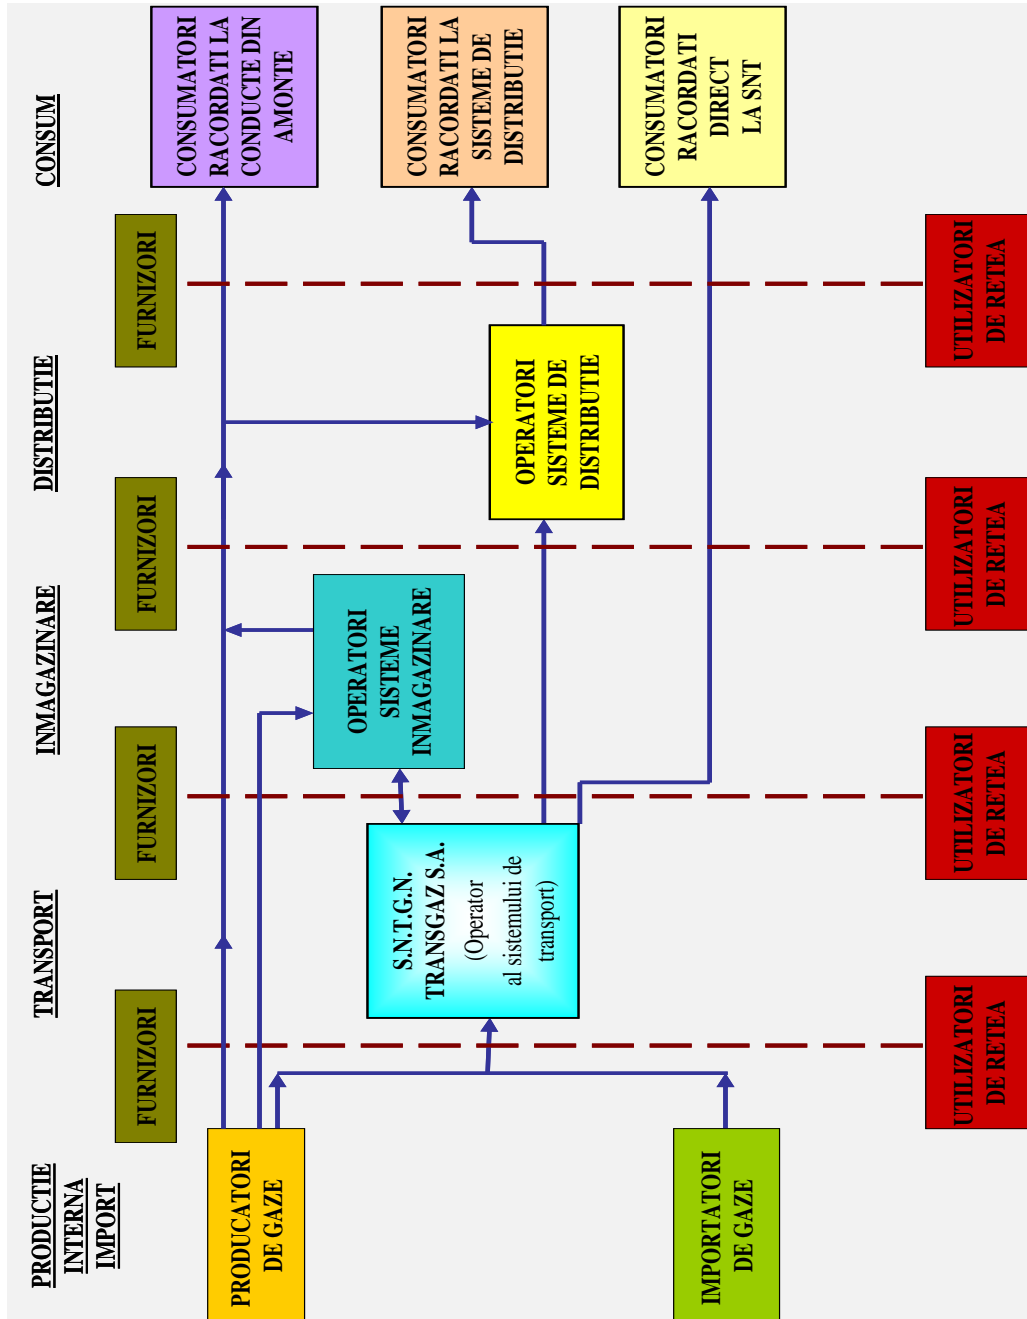 PRODUCTIE
INTERNA
IMPORT
TRANSPORT
INMAGAZINARE
DISTRIBUTIE
CONSUM
FURNIZORI
FURNIZORI
FURNIZORI
FURNIZORI
PRODUCATORI
DE GAZE
IMPORTATORI
DE GAZE
S.N.T.G.N.
TRANSGAZ S.A.
(Operator
al sistemului de
transport)
OPERATORI
SISTEME
INMAGAZINARE
OPERATORI
SISTEME DE
DISTRIBUTIE
CONSUMATORI
RACORDATI LA
CONDUCTE DIN
AMONTE
CONSUMATORI
RACORDATI LA
SISTEME DE
DISTRIBUTIE
CONSUMATORI
RACORDATI
DIRECT
LA SNT
UTILIZATORI
DE RETEA
UTILIZATORI
DE RETEA
UTILIZATORI
DE RETEA
UTILIZATORI
DE RETEA